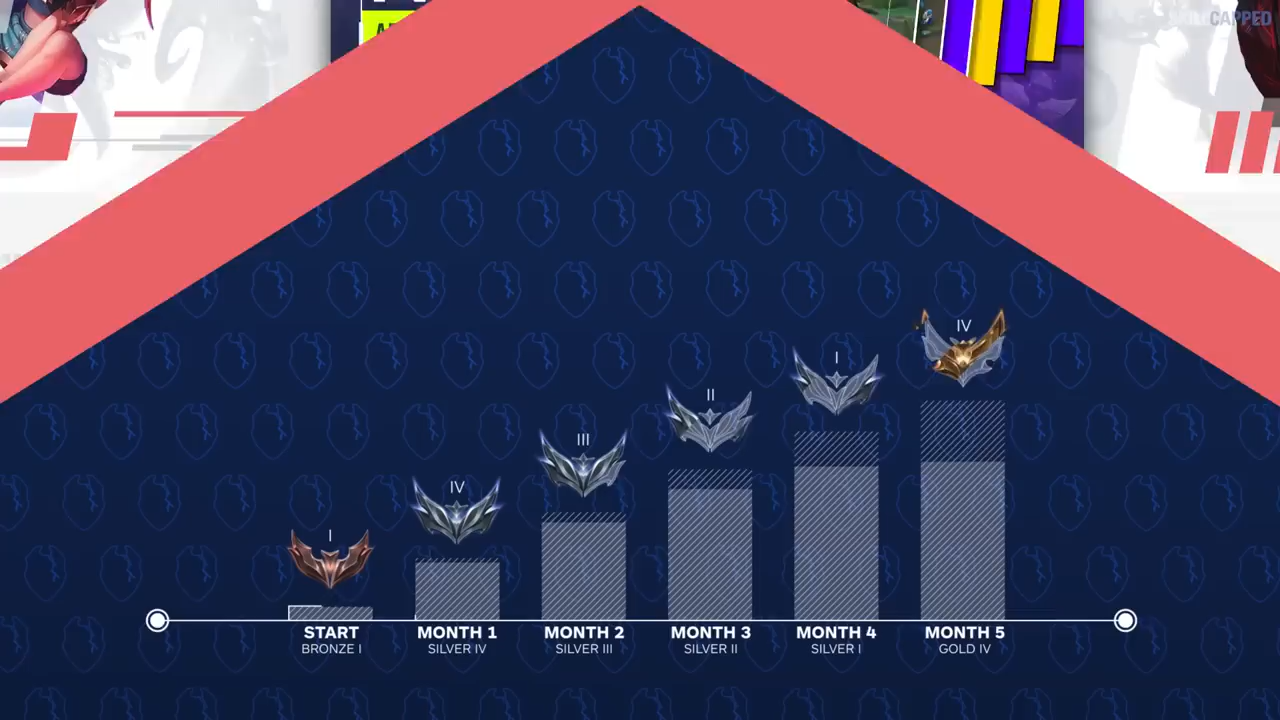 CAPPED
IV
I
II
III
IV
I
START
MONTH 1
MONTH 2
MONTH 3
MONTH 4
MONTH 5
BRONZE I
SILVER IV
SILVER III
SILVER II
SILVER I
GOLD IV